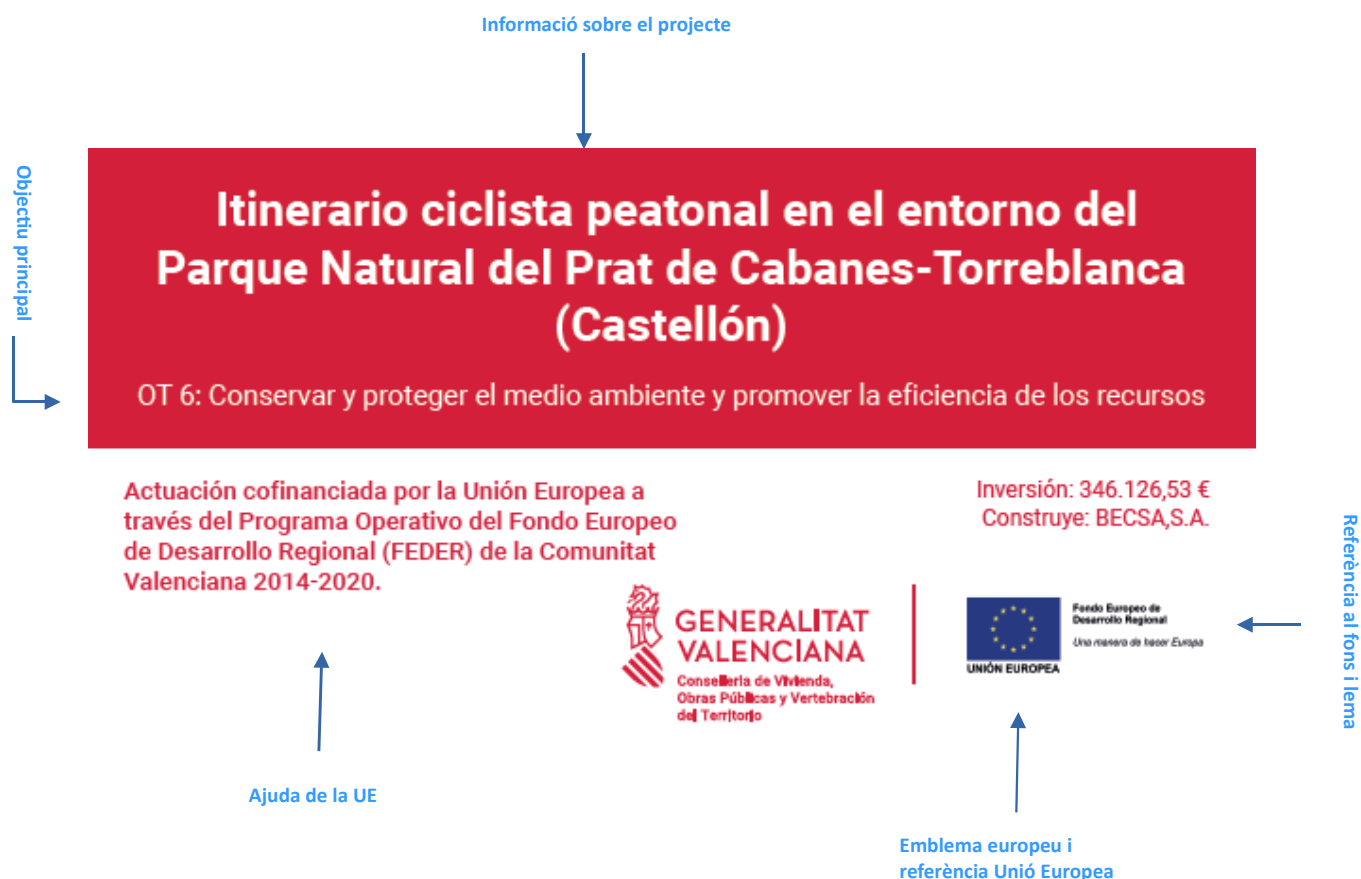 Informació sobre el projecte
Objectiu principal
Itinerario ciclista peatonal en el entorno del
Parque Natural del Prat de Cabanes-Torreblanca
(Castellón)
OT 6: Conservar y proteger el medio ambiente y promover la eficiencia de los recursos
Actuación cofinanciada por la Unión Europea a
través del Programa Operativo del Fondo Europeo
de Desarrollo Regional (FEDER) de la Comunitat
Valenciana 2014-2020.
Inversión: 346.126,53 €
Construye: BECSA,S.A.
GENERALITAT
VALENCIANA
Conselleria de Vivienda,
Obras Públicas y Vertebración
del Territorio
UNIÓN EUROPEA
Fondo Europeo de
Desarrollo Regional
Una manera de hacer Europa
Referència al fons i lema
Ajuda de la UE
Emblema europeu i
referència Unió Europea